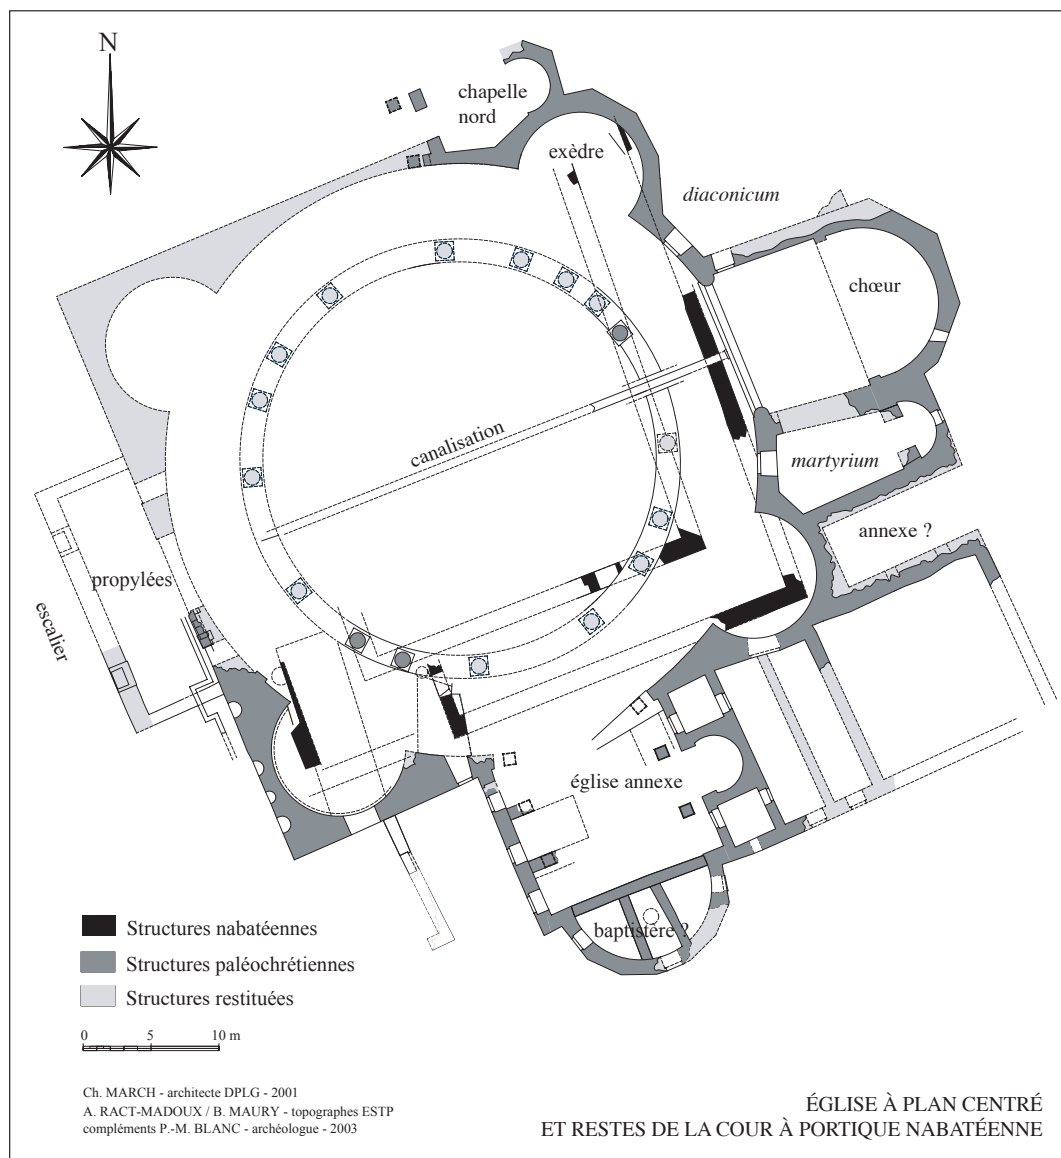 N
chapelle
nord
exèdre
diaconicum
chœur
canalisation
martyrium
annexe ?
propylées
escalier
église annexe
baptistère ?
Structures nabatéennes
Structures paléochrétiennes
Structures restituées
0 5 10 m
Ch. MARCH - architecte DPLG - 2001
A. RACT-MADOUX / B. MAURY - topographes ESTP
compléments P.-M. BLANC - archéologue - 2003
ÉGLISE À PLAN CENTRÉ
ET RESTES DE LA COUR À PORTIQUE NABATÉENNE